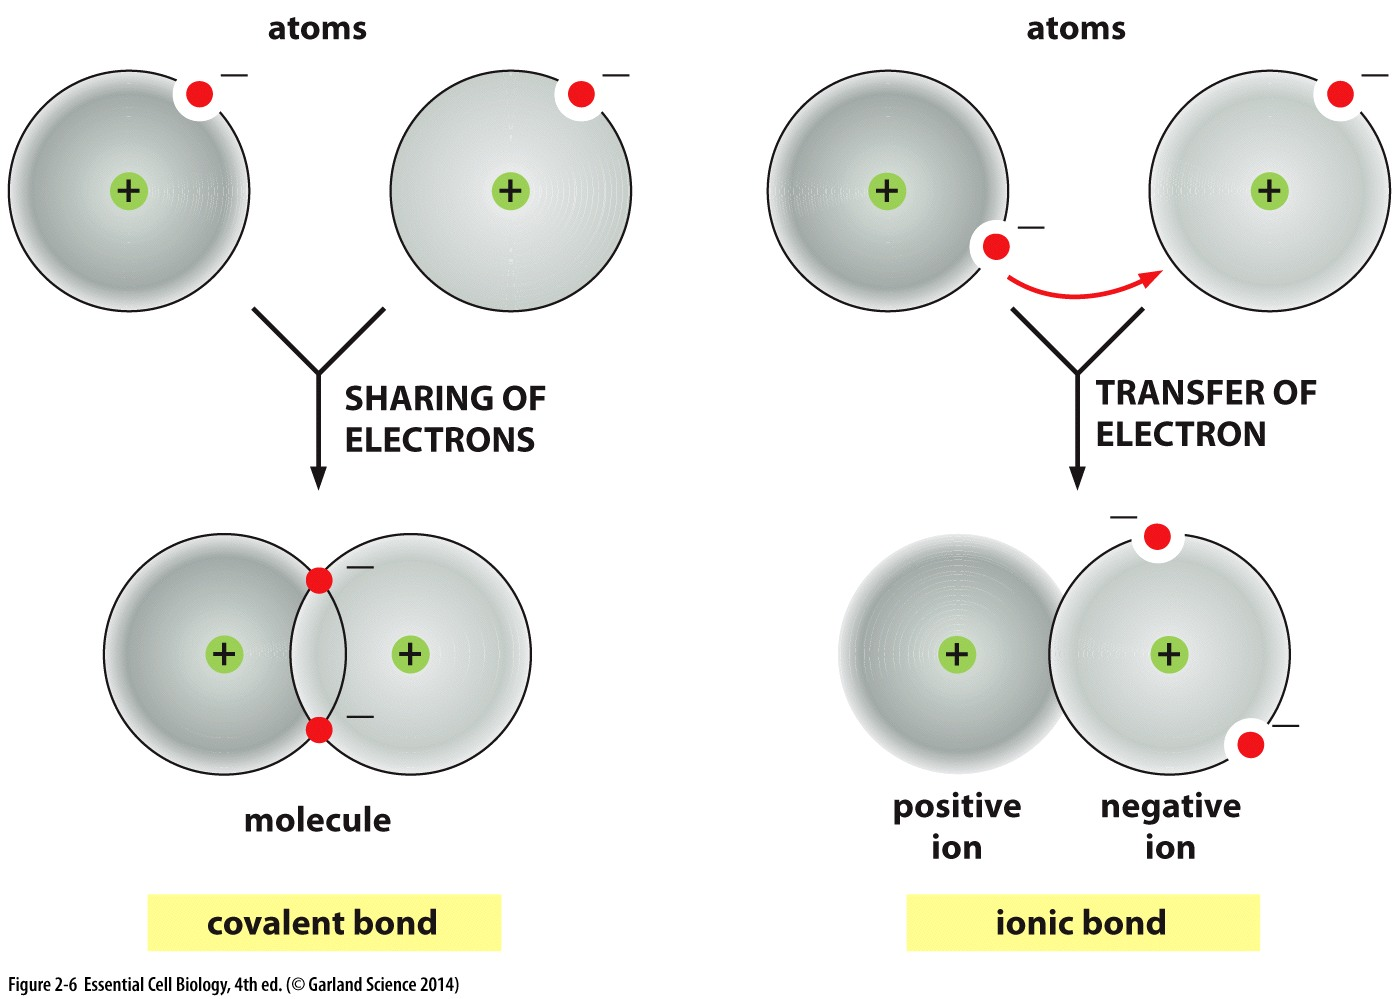 atoms
atoms
—
—
+
+
SHARING OF
ELECTRONS
—
—
+
+
molecule
covalent bond
—
—
+
+
TRANSFER OF
ELECTRON
—
—
+
+
positive
ion
negative
ion
ionic bond
Figure 2-6 Essential Cell Biology, 4th ed. (© Garland Science 2014)